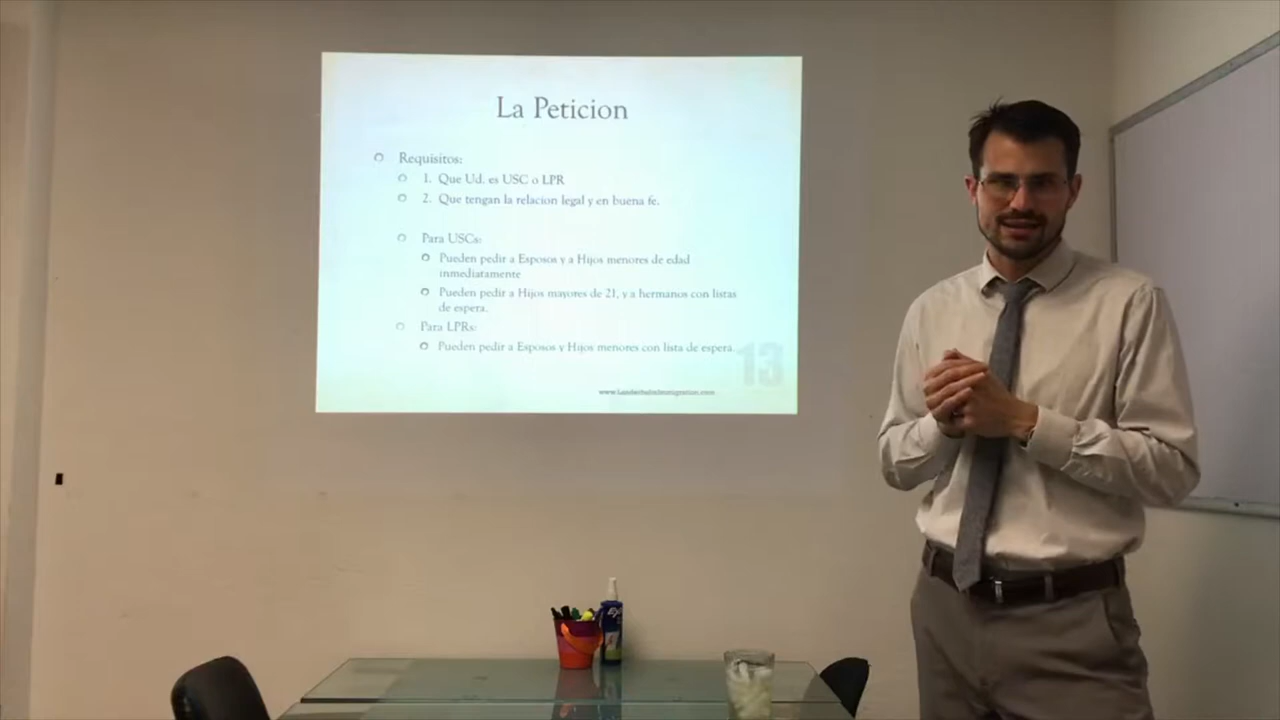 La Peticion
Requisitos:
1. Que Ud. es USC o LPR
2. Que tengan la relacion legal y en buena fe.
Para USCs:
Pueden pedir a Esposos y a Hijos menores de edad
inmediatamente
Pueden pedir a Hijos mayores de 21, y a hermanos con listas
de espera.
Para LPRs:
Pueden pedir a Esposos y Hijos menores con lista de espera.
13